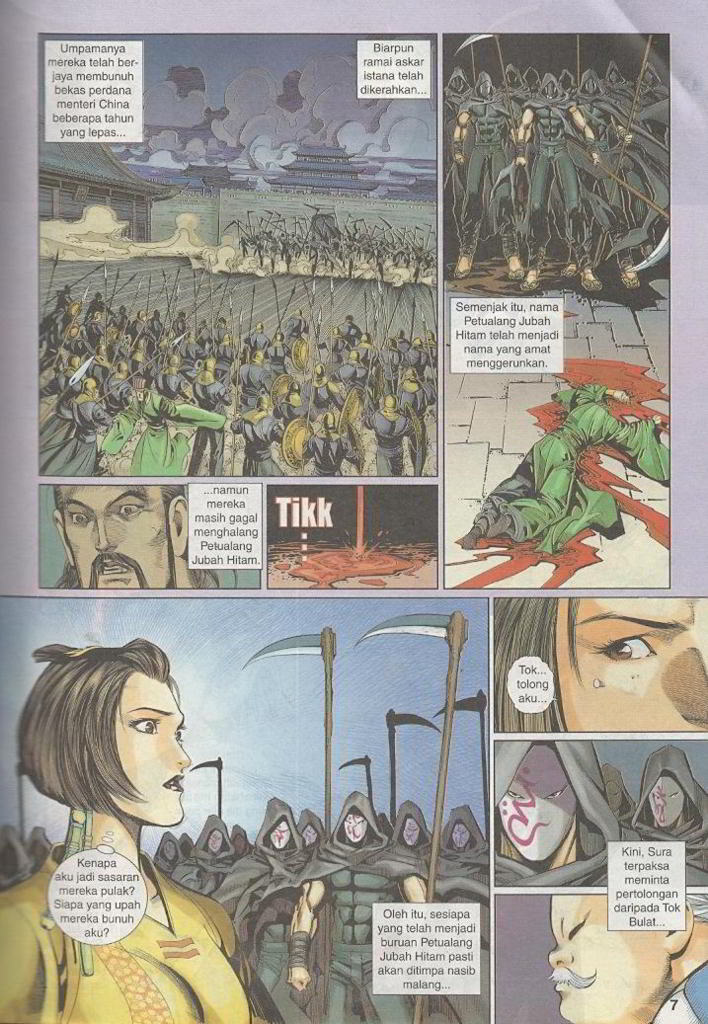 Umpamanya
mereka telah ber-
jaya membunuh
bekas perdana
menteri China
beberapa tahun
yang lepas...
Biarpun
ramai askar
istana telah
dikerahkan...
...namun
mereka
masih gagal
menghalang
Petualang
Jubah Hitam.
Tikk
Semenjak itu, nama
Petualang Jubah
Hitam telah menjadi
nama yang amat
menggerunkan.
Kenapa
aku jadi sasaran
mereka pulak?
Siapa yang upah
mereka bunuh
aku?
Oleh itu, sesiapa
yang telah menjadi
buruan Petualang
Jubah Hitam pasti
akan ditimpa nasib
malang...
Tok...
tolong
aku...
Kini, Sura
terpaksa
meminta
pertolongan
daripada Tok
Bulat...
7